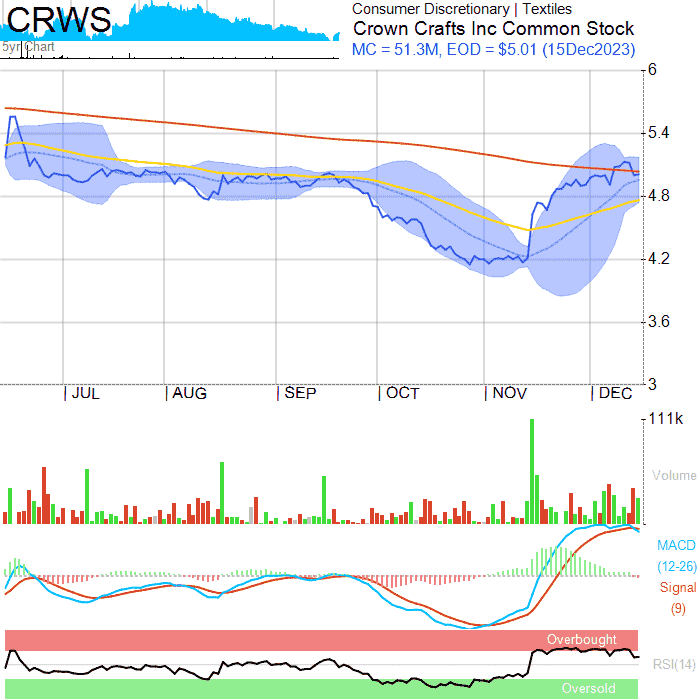 CRWS
5yr Chart
Consumer Discretionary | Textiles
Crown Crafts Inc Common Stock
MC = 51.3M, EOD = $5.01 (15Dec2023)
6
5.4
4.8
4.2
3.6
3
JUL AUG SEP OCT NOV DEC
111k
Volume
MACD
(12-26)
Signal
(9)
Overbought
RSI(14)
Oversold